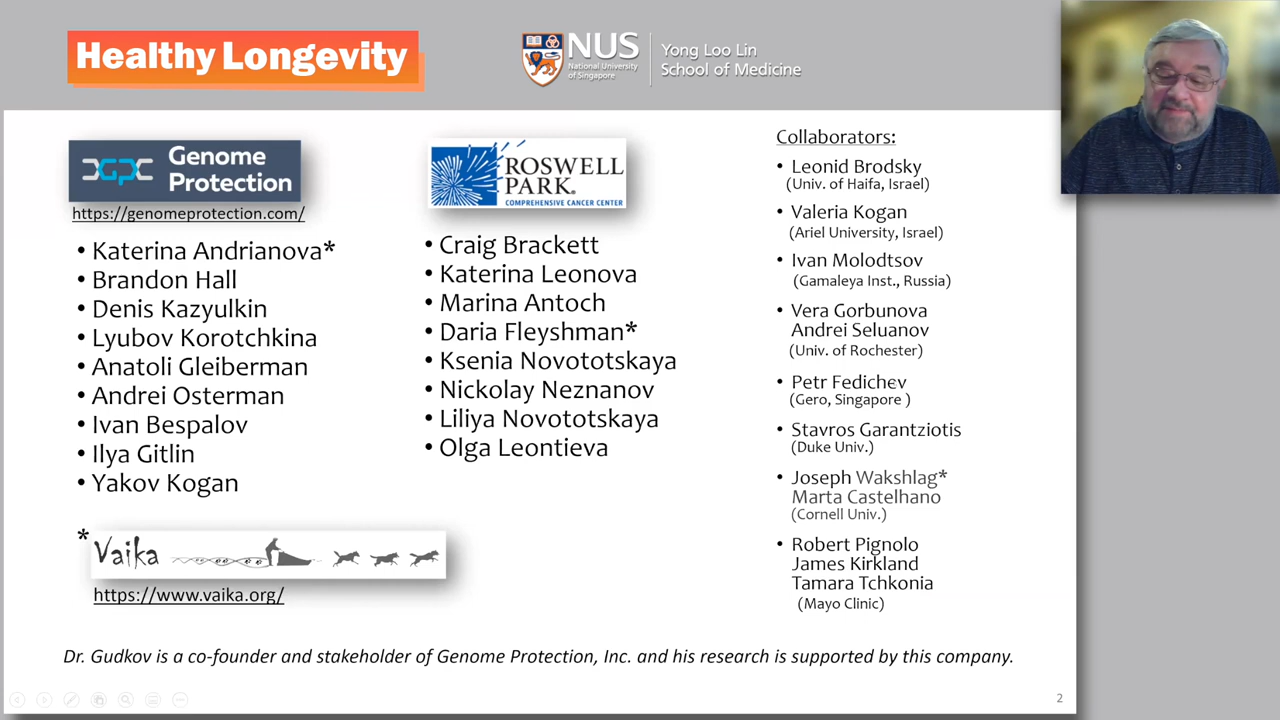 Healthy Longevity
NUS
National University
of Singapore
Yong Loo Lin
School of Medicine
GPC
Genome
Protection
https://genomeprotection.com/
• Katerina Andrianova*
• Brandon Hall
• Denis Kazyulkin
• Lyubov Korotchkina
• Anatoli Gleiberman
• Andrei Osterman
• Ivan Bespalov
• Ilya Gitlin
• Yakov Kogan
* Vaika
https://www.vaika.org/
ROSWELL
PARK.
COMPREHENSIVE CANCER CENTER
• Craig Brackett
• Katerina Leonova
• Marina Antoch
• Daria Fleyshman*
• Ksenia Novototskaya
• Nickolay Neznanov
• Liliya Novototskaya
• Olga Leontieva
Collaborators:
• Leonid Brodsky
(Univ. of Haifa, Israel)
• Valeria Kogan
(Ariel University, Israel)
• Ivan Molodtsov
(Gamaleya Inst., Russia)
• Vera Gorbunova
Andrei Seluanov
(Univ. of Rochester)
• Petr Fedichev
(Gero, Singapore )
• Stavros Garantziotis
(Duke Univ.)
• Joseph Wakshlag*
Marta Castelhano
(Cornell Univ.)
• Robert Pignolo
James Kirkland
Tamara Tchkonia
(Mayo Clinic)
Dr. Gudkov is a co-founder and stakeholder of Genome Protection, Inc. and his research is supported by this company.
2